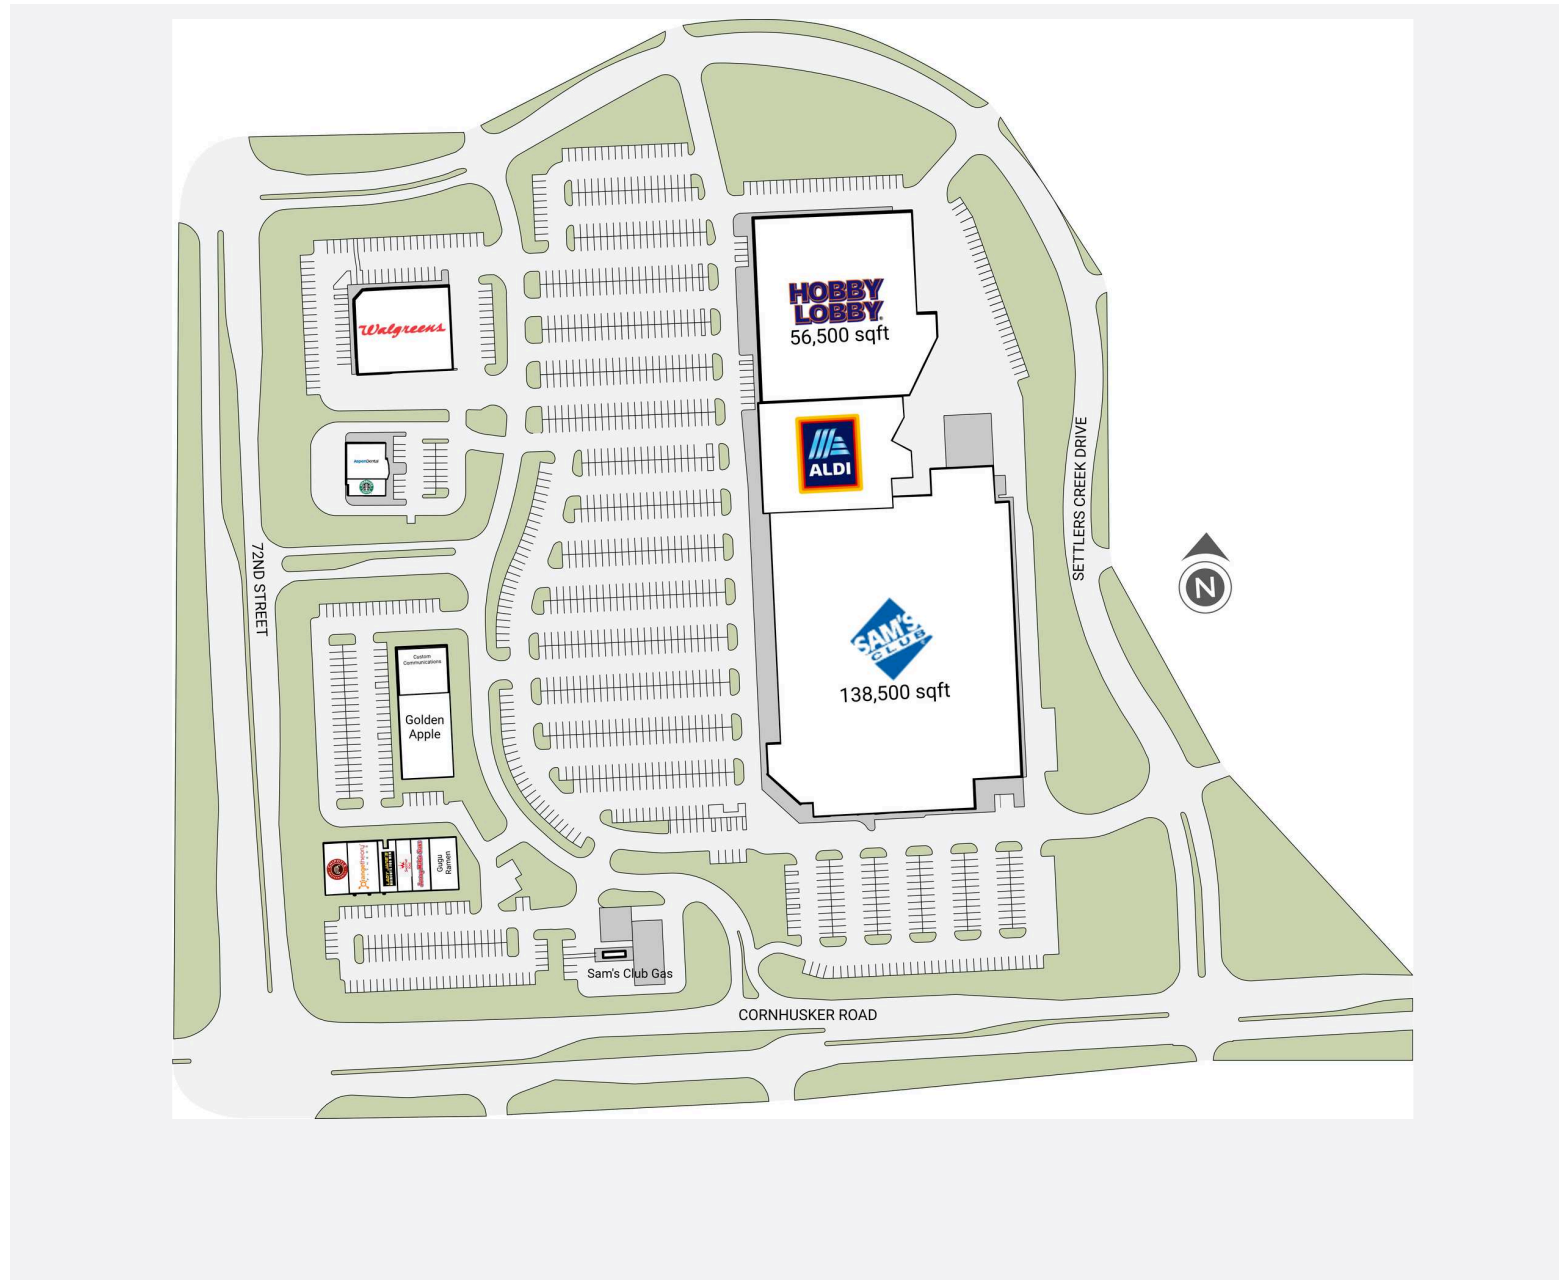 HOBBY
LOBBY
56,500 sqft
Walgreens
ALDI
AspenDental
SETTLERS CREEK DRIVE
72ND STREET
N
SAM'S
CLUB
138,500 sqft
Custom
Communications
Golden
Apple
Gugu
Ramen
Sam's Club Gas
CORNHUSKER ROAD